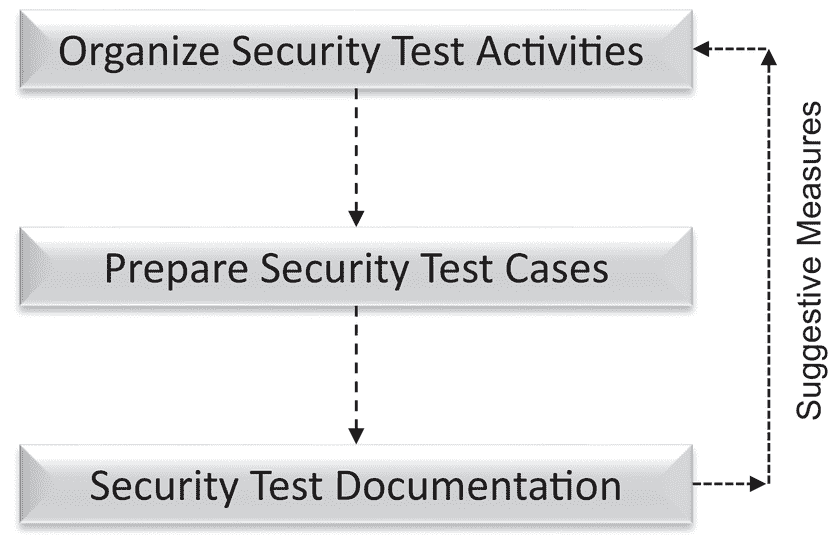 Organize Security Test Activities
Prepare Security Test Cases
Security Test Documentation
Suggestive Measures